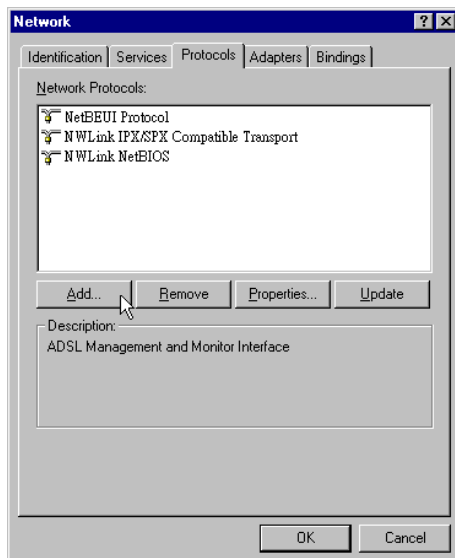 Network
Identification Services Protocols Adapters Bindings
Network Protocols:
NetBEUI Protocol
NWLink IPX/SPX Compatible Transport
NWLink NetBIOS
Add... Remove Properties... Update
Description:
ADSL Management and Monitor Interface
OK Cancel